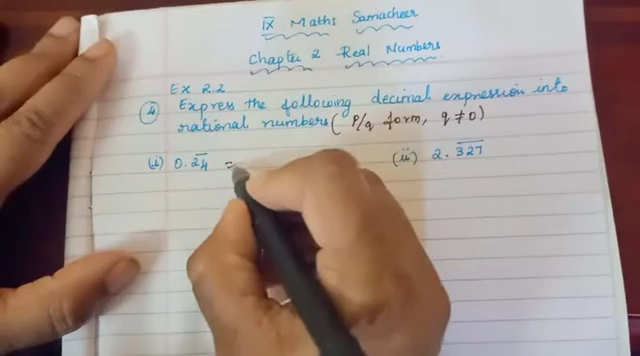 IX Maths Samacheer
Chapter 2 Real Numbers
Ex 2.2
4) Express the following decimal expression into
rational numbers (P/q form, q ≠ 0)
(i) 0.2̅4̅ = (ii) 2.3̅2̅7̅